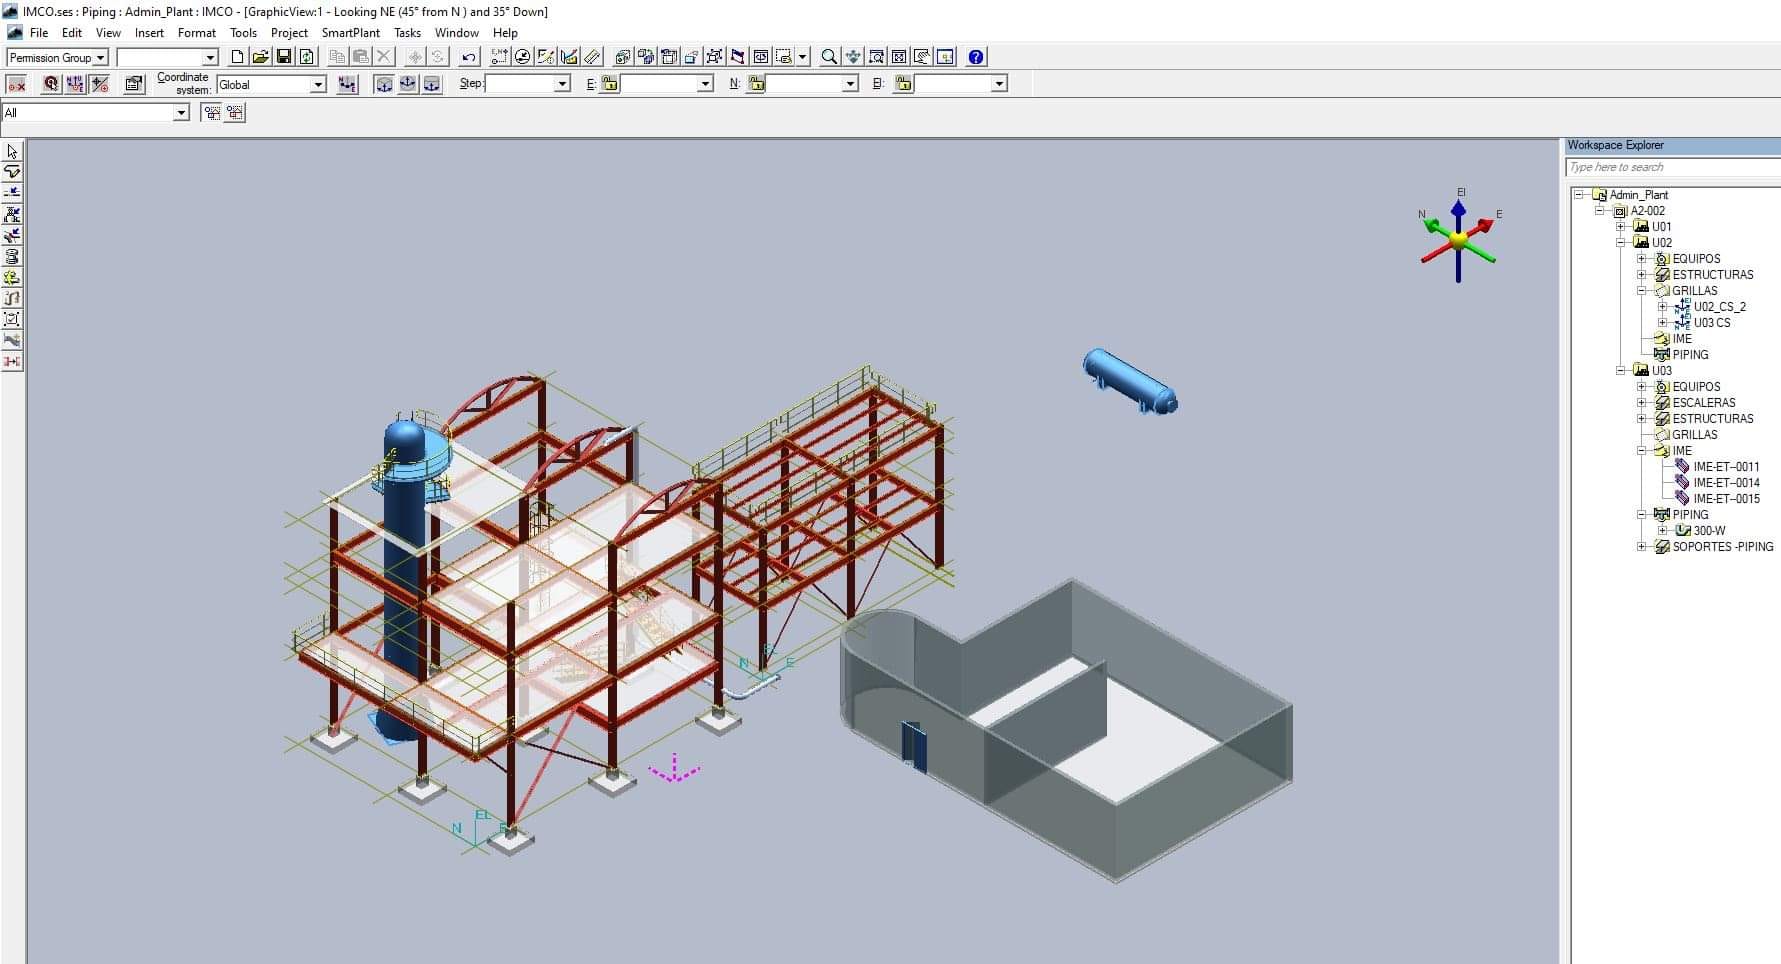 IMCO.ses : Piping : Admin_Plant : IMCO - [GraphicView:1 - Looking NE (45° from N ) and 35° Down]
File Edit View Insert Format Tools Project SmartPlant Tasks Window Help
Permission Group
Coordinate system: Global Step: E: N: El:
All
Workspace Explorer
Type here to search
Admin_Plant
A2-002
U01
U02
EQUIPOS
ESTRUCTURAS
GRILLAS
U02_CS_2
U03 CS
IME
PIPING
U03
EQUIPOS
ESCALERAS
ESTRUCTURAS
GRILLAS
IME
IME-ET--0011
IME-ET--0014
IME-ET--0015
PIPING
300-W
SOPORTES -PIPING
El
N E
EL
N E
EL
N E